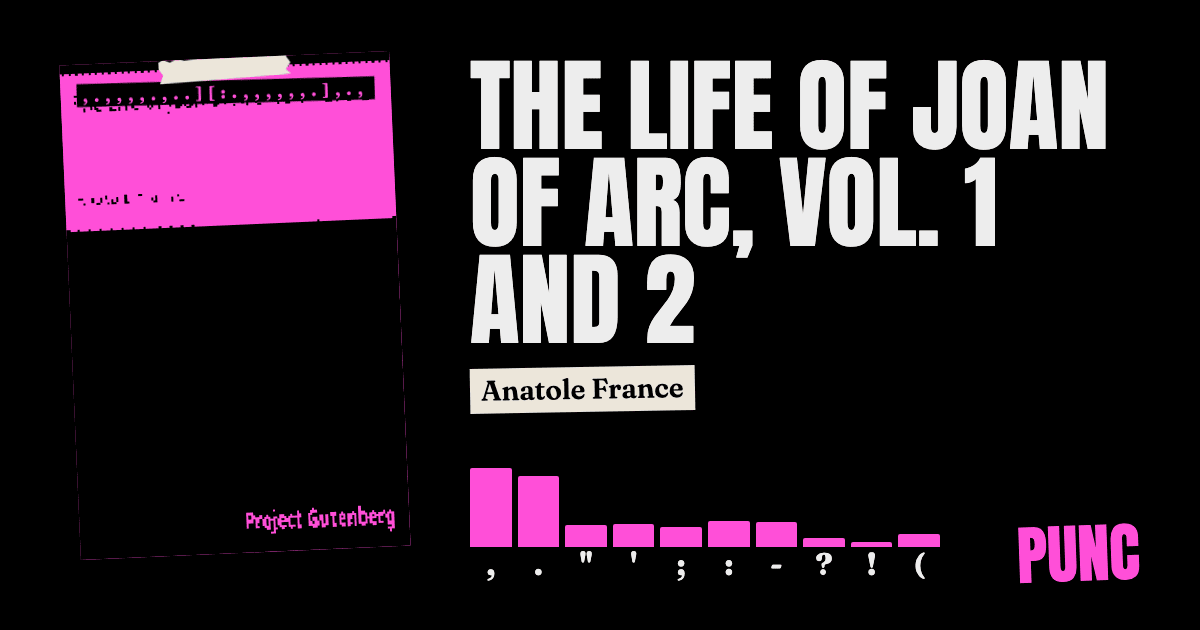 ,.,,,,.,..][:.,,,,,,.],.,
Project Gutenberg
THE LIFE OF JOAN
OF ARC, VOL. 1
AND 2
Anatole France
, . " ' ; : - ? ! (
PUNC